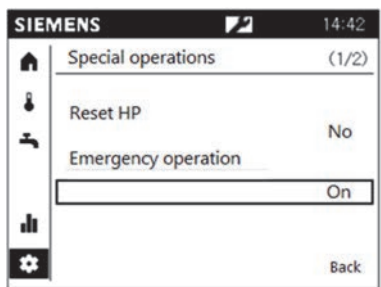 SIEMENS 14:42
Special operations (1/2)
Reset HP
No
Emergency operation
On
Back